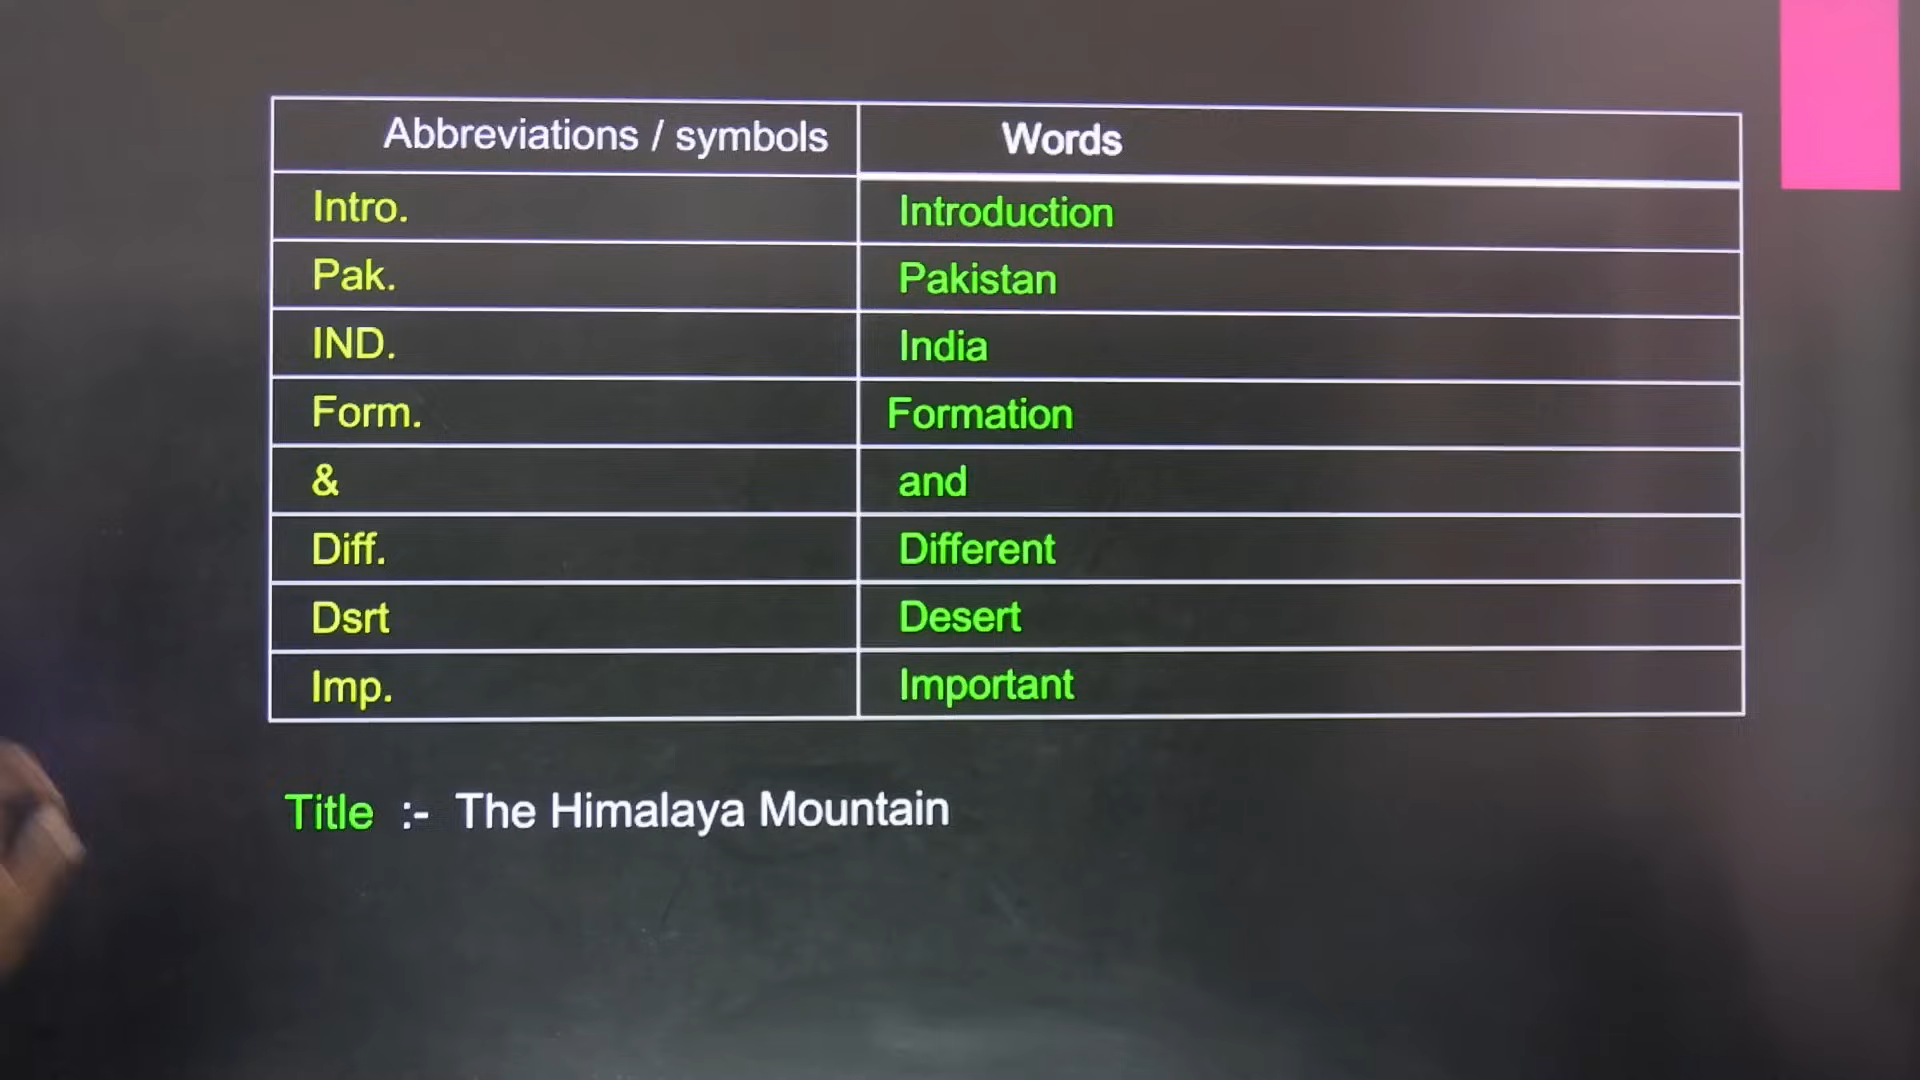 Abbreviations / symbols Words
Intro. Introduction
Pak. Pakistan
IND. India
Form. Formation
& and
Diff. Different
Dsrt Desert
Imp. Important
Title :- The Himalaya Mountain